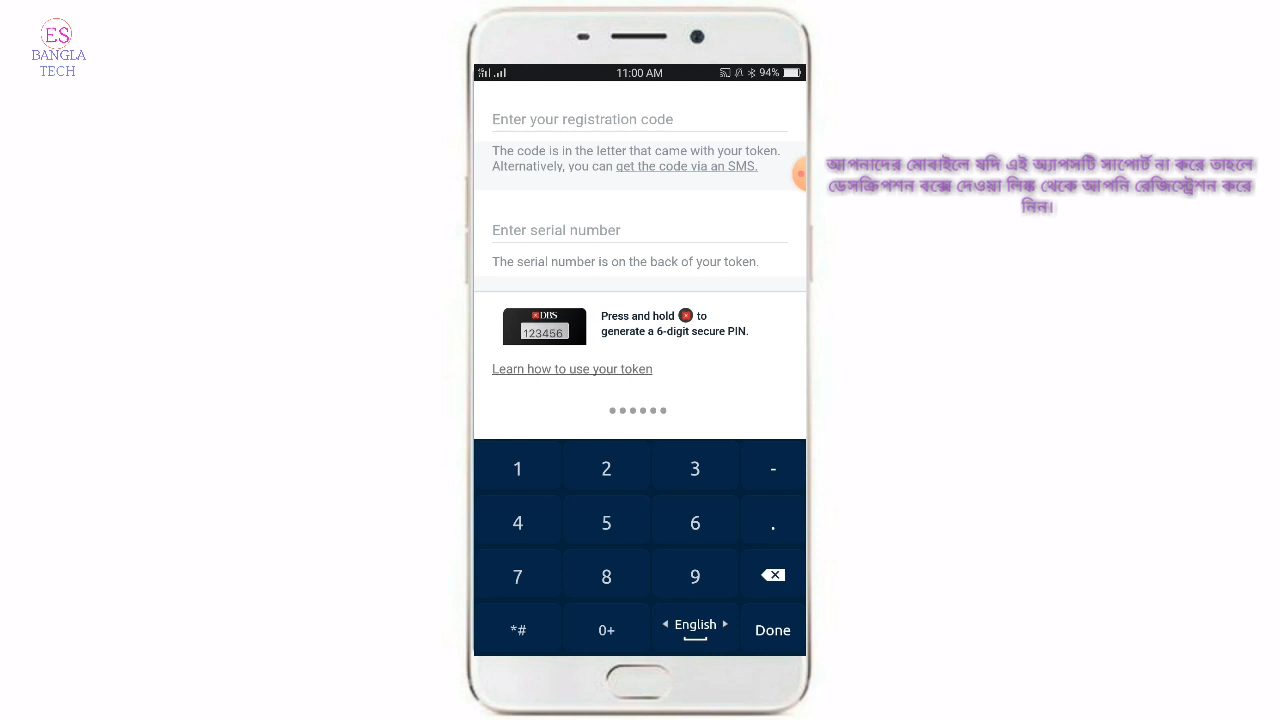 ES
BANGLA
TECH
11:00 AM
94%
Enter your registration code
The code is in the letter that came with your token.
Alternatively, you can get the code via an SMS.
Enter serial number
The serial number is on the back of your token.
DBS
123456
Press and hold to
generate a 6-digit secure PIN.
Learn how to use your token
1 2 3 -
4 5 6 .
7 8 9
*# 0+ English Done
আপনাদের মোবাইলে যদি এই অ্যাপসটি সাপোর্ট না করে তাহলে
ডেসক্রিপশন বক্সে দেওয়া লিঙ্ক থেকে আপনি রেজিস্ট্রেশন করে
নিন।